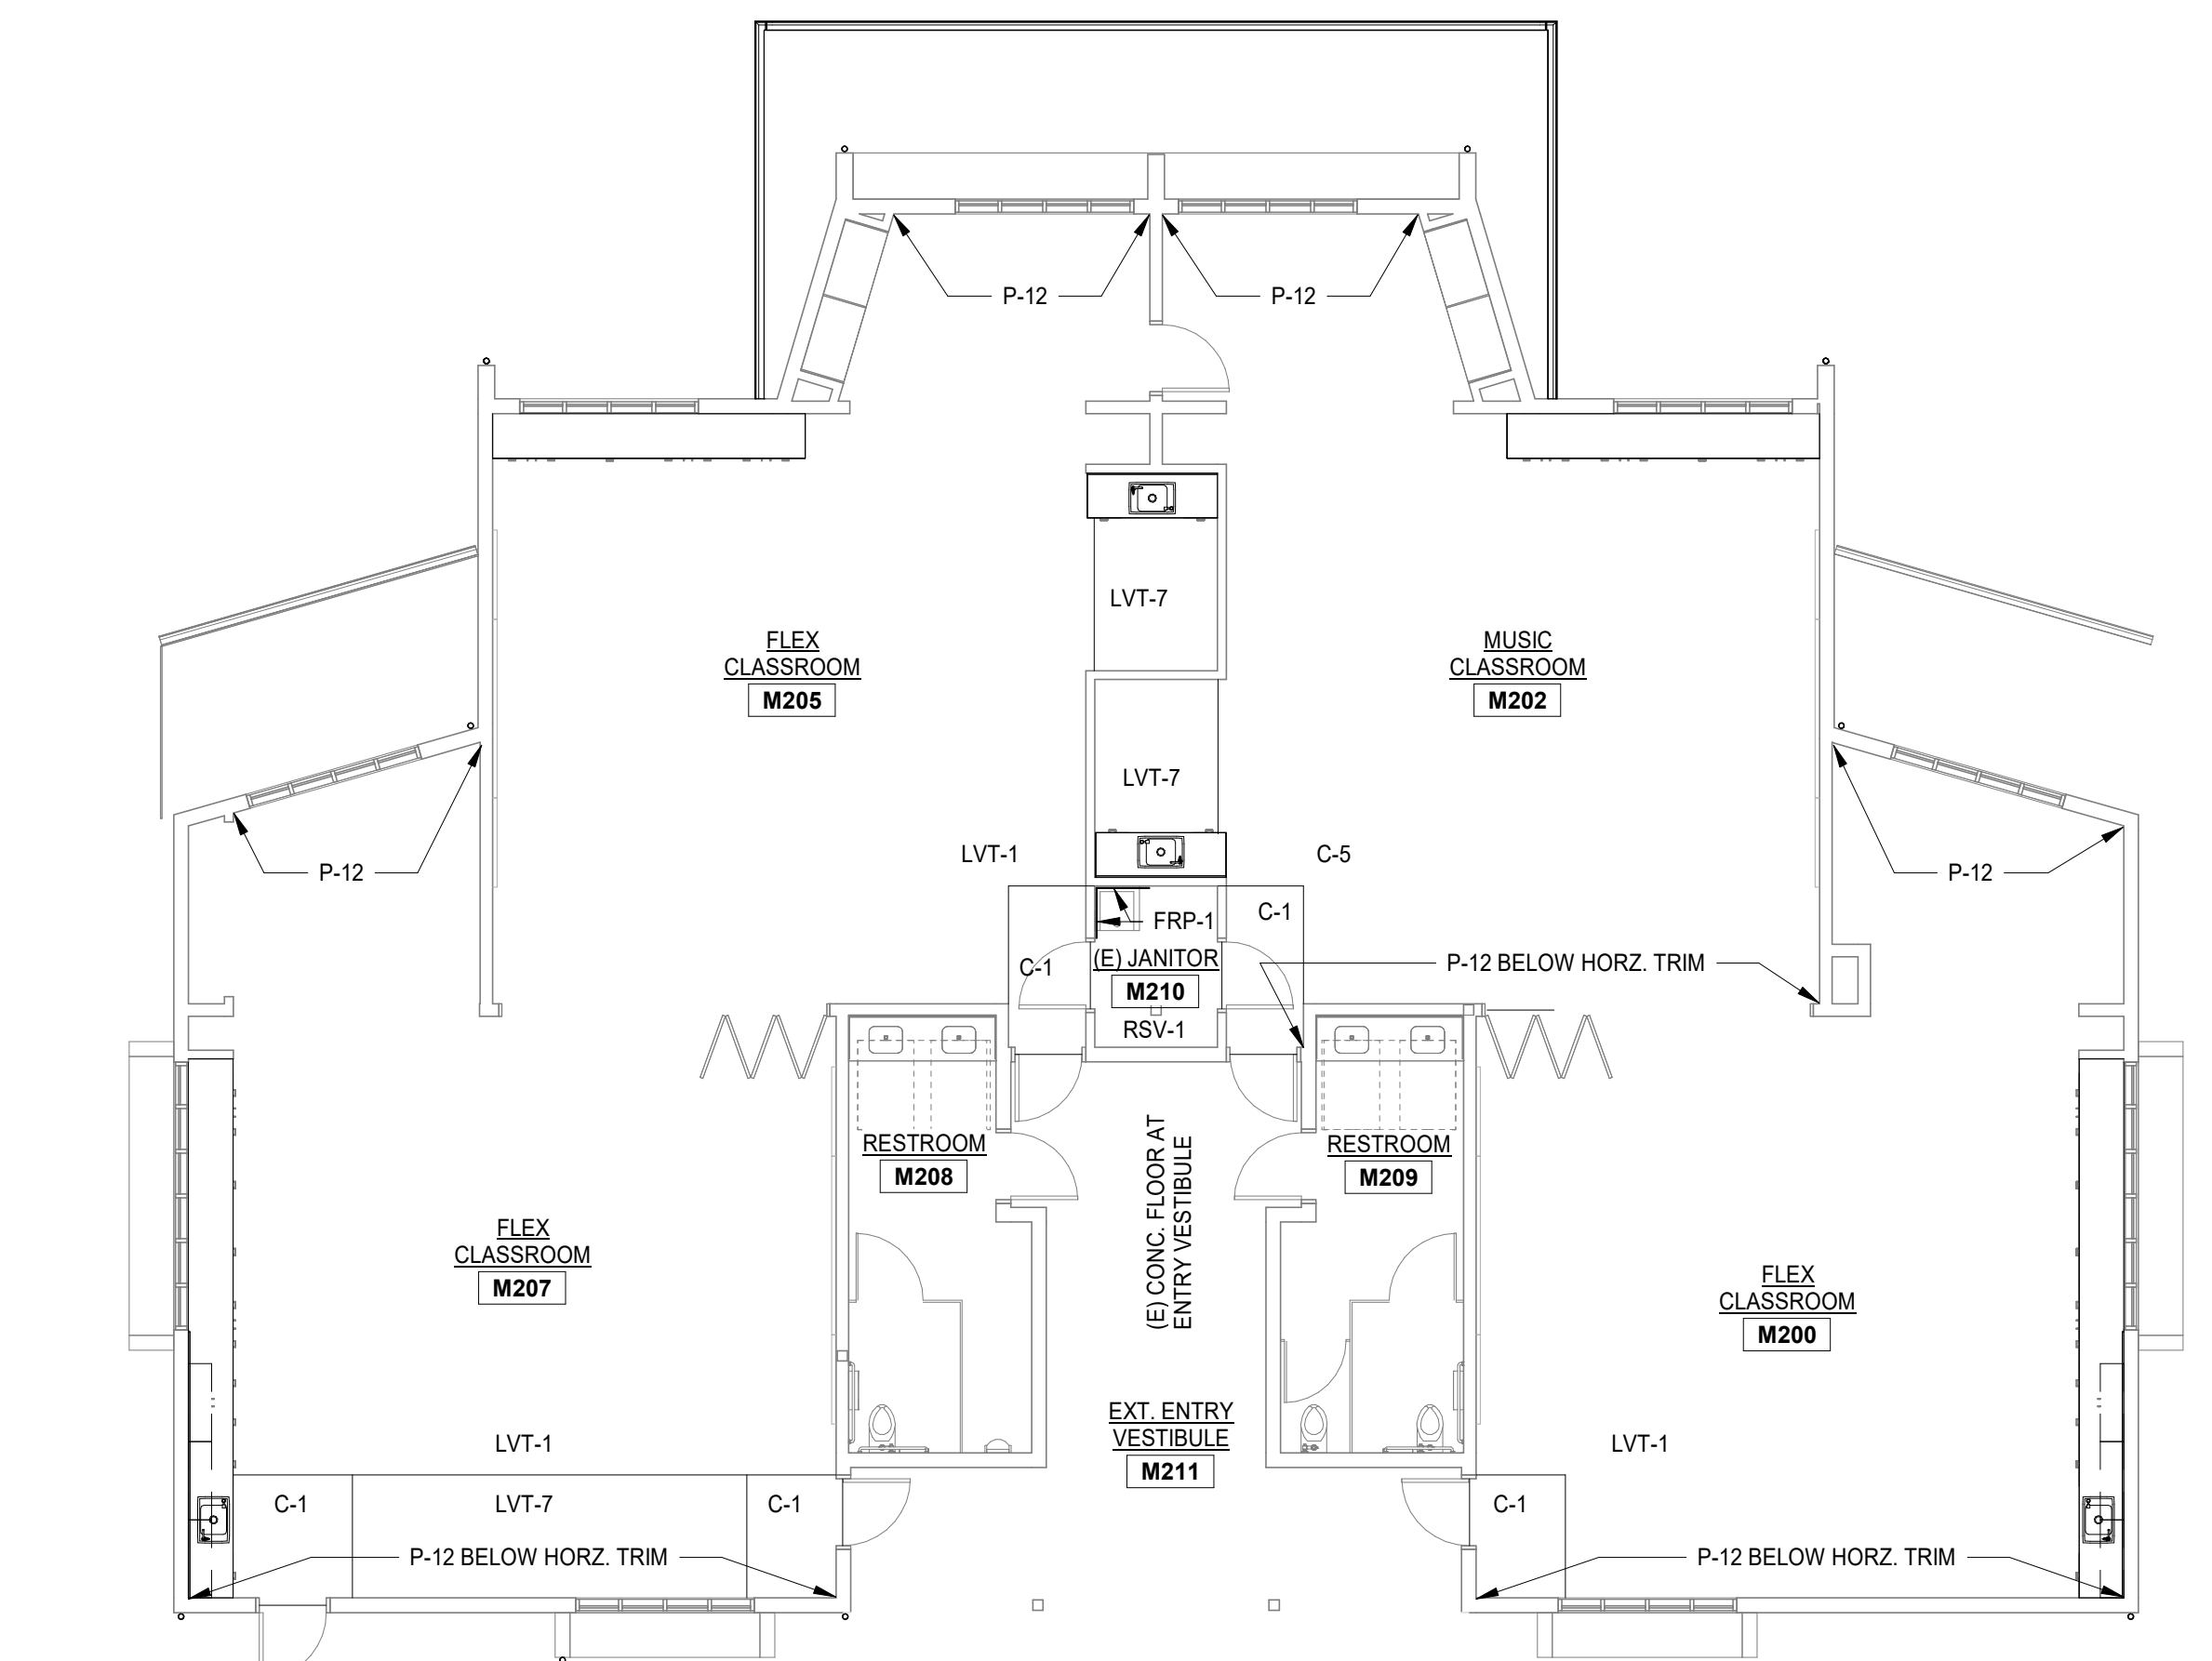 P-12
P-12
LVT-7
FLEX
CLASSROOM
M205
MUSIC
CLASSROOM
M202
LVT-7
P-12
LVT-1
C-5
P-12
C-1
FRP-1
C-1
(E) JANITOR
M210
RSV-1
P-12 BELOW HORZ. TRIM
RESTROOM
M208
(E) CONC. FLOOR AT
ENTRY VESTIBULE
RESTROOM
M209
FLEX
CLASSROOM
M207
FLEX
CLASSROOM
M200
EXT. ENTRY
VESTIBULE
M211
LVT-1
LVT-1
C-1
LVT-7
C-1
C-1
P-12 BELOW HORZ. TRIM
P-12 BELOW HORZ. TRIM